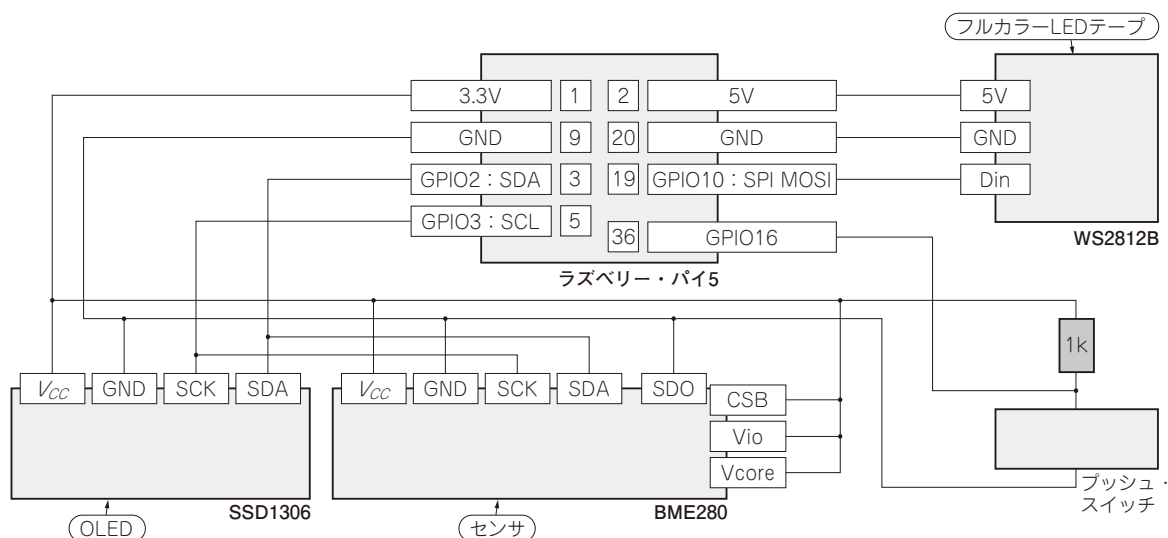 フルカラーLEDテープ
3.3V 1 2 5V 5V
GND 9 20 GND GND
GPIO2：SDA 3 19 GPIO10：SPI MOSI Din
GPIO3：SCL 5 36 GPIO16
WS2812B
ラズベリー・パイ5
1k
VCC GND SCK SDA
VCC GND SCK SDA SDO
CSB
Vio
Vcore
プッシュ・
スイッチ
SSD1306
BME280
OLED
センサ